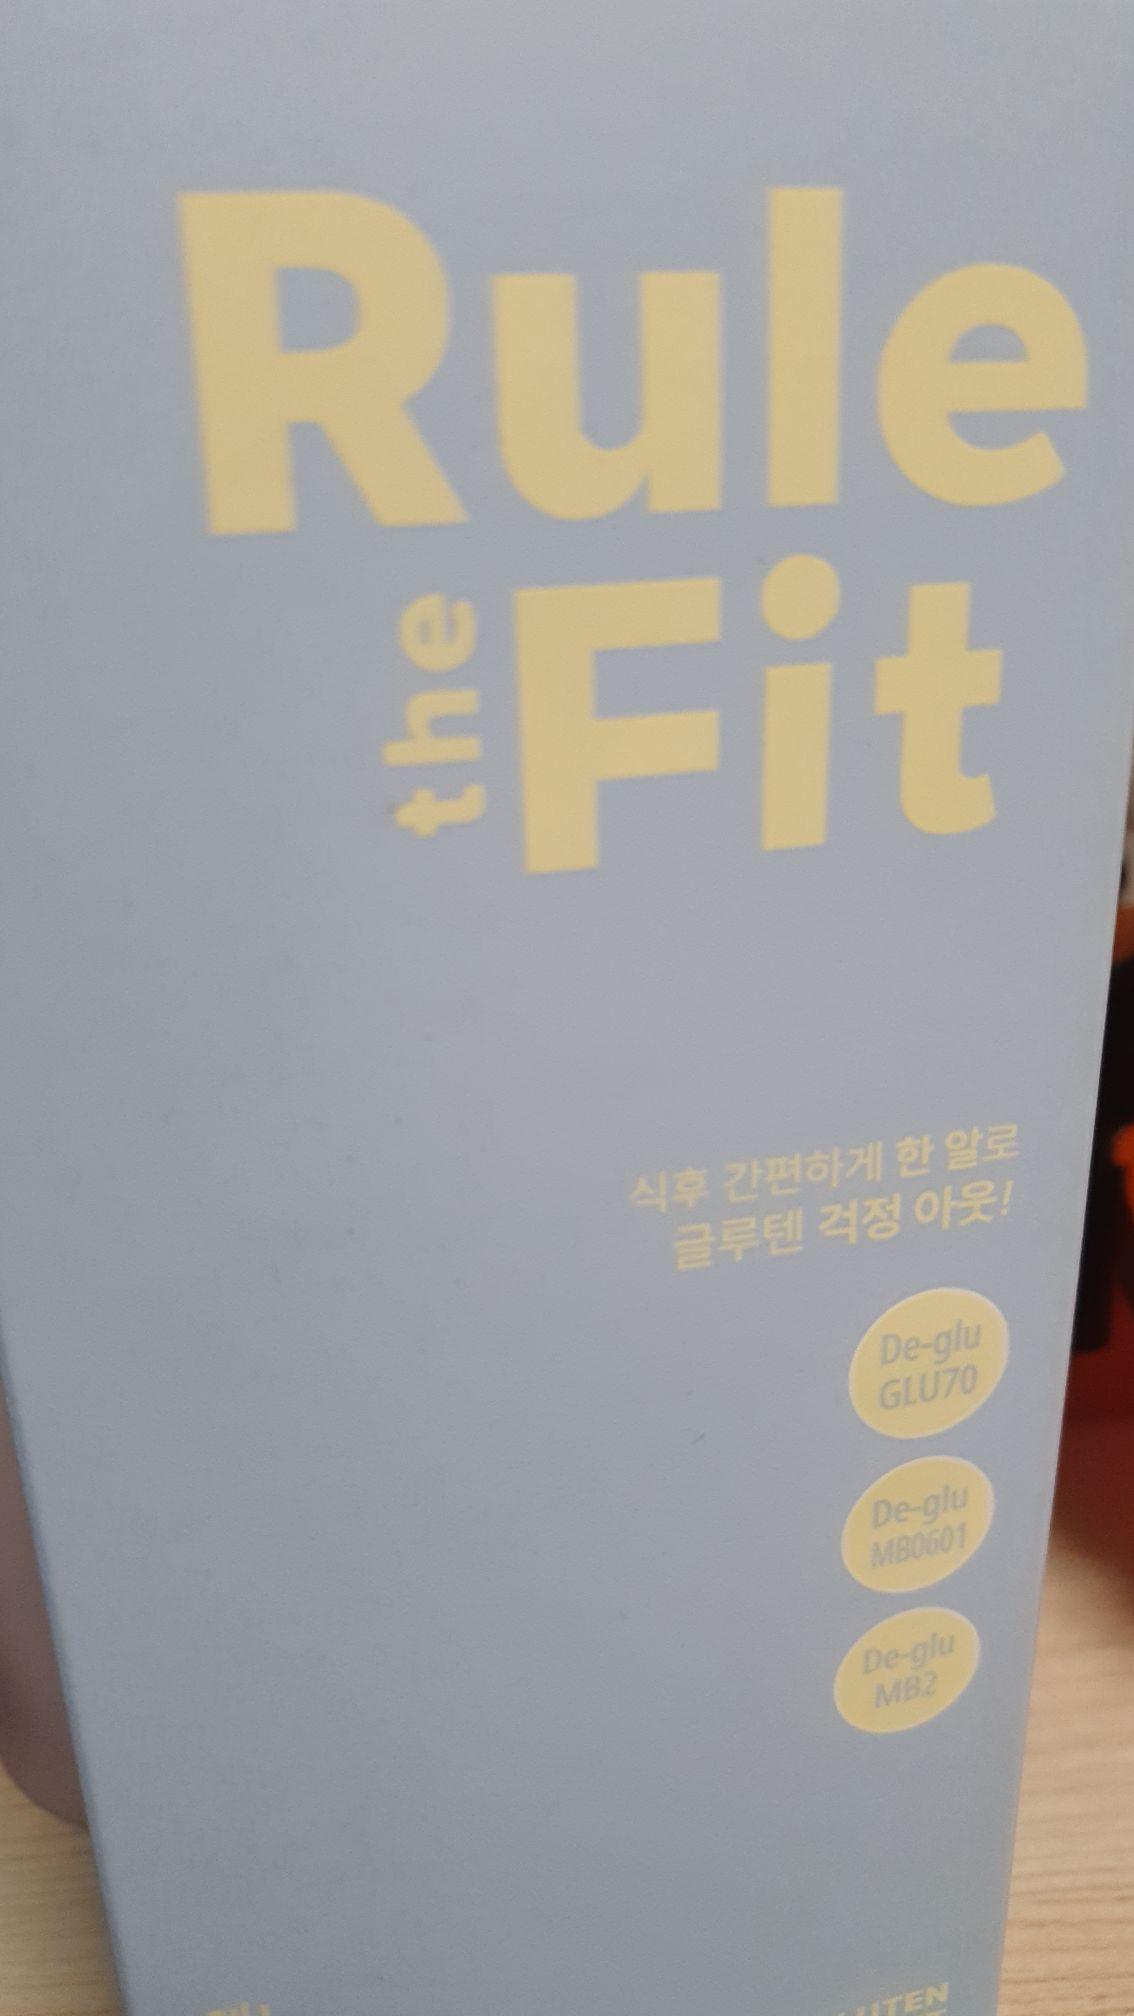 Rule
the Fit
식후 간편하게 한 알로
글루텐 걱정 아웃!
De-glu
GLU70
De-glu
MB0601
De-glu
MB2